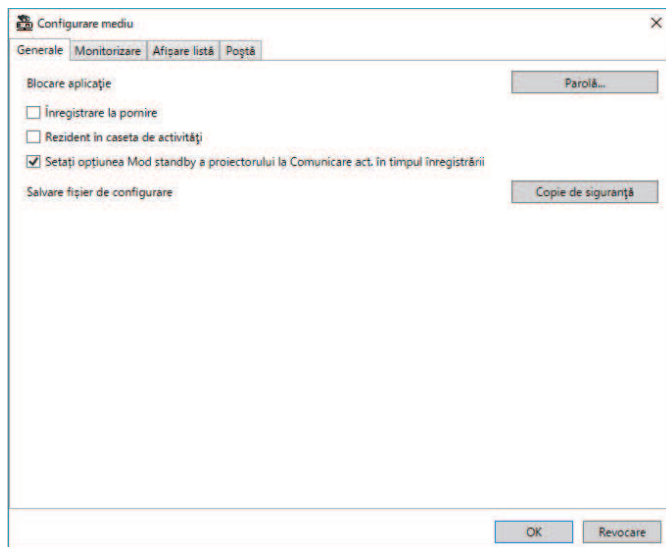 Configurare mediu
Generale Monitorizare Afișare listă Poștă
Blocare aplicație Parolă...
Înregistrare la pornire
Rezident în caseta de activități
Setați opțiunea Mod standby a proiectorului la Comunicare act. în timpul înregistrării
Salvare fișier de configurare Copie de siguranță
OK Revocare